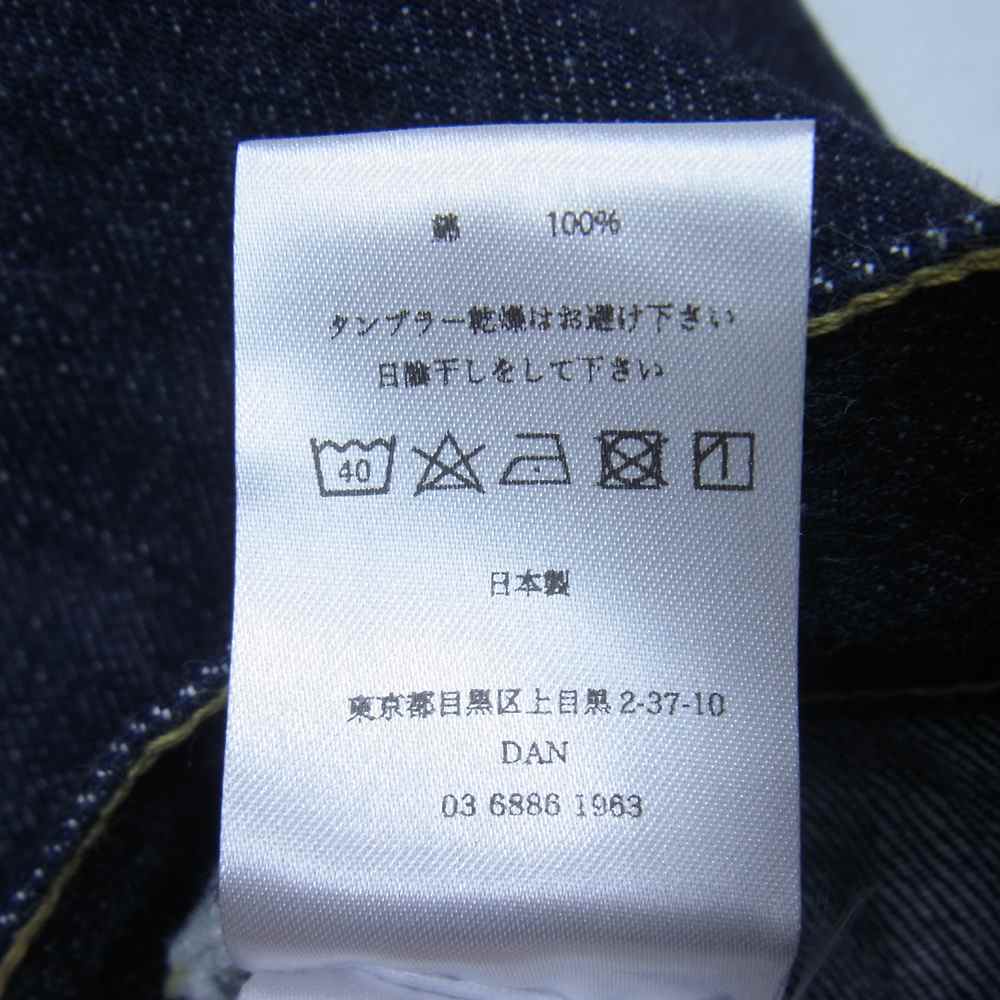 綿 100%
タンブラー乾燥はお避け下さい
日陰干しをして下さい
40
日本製
東京都目黒区上目黒 2-37-10
DAN
03 6886 1963